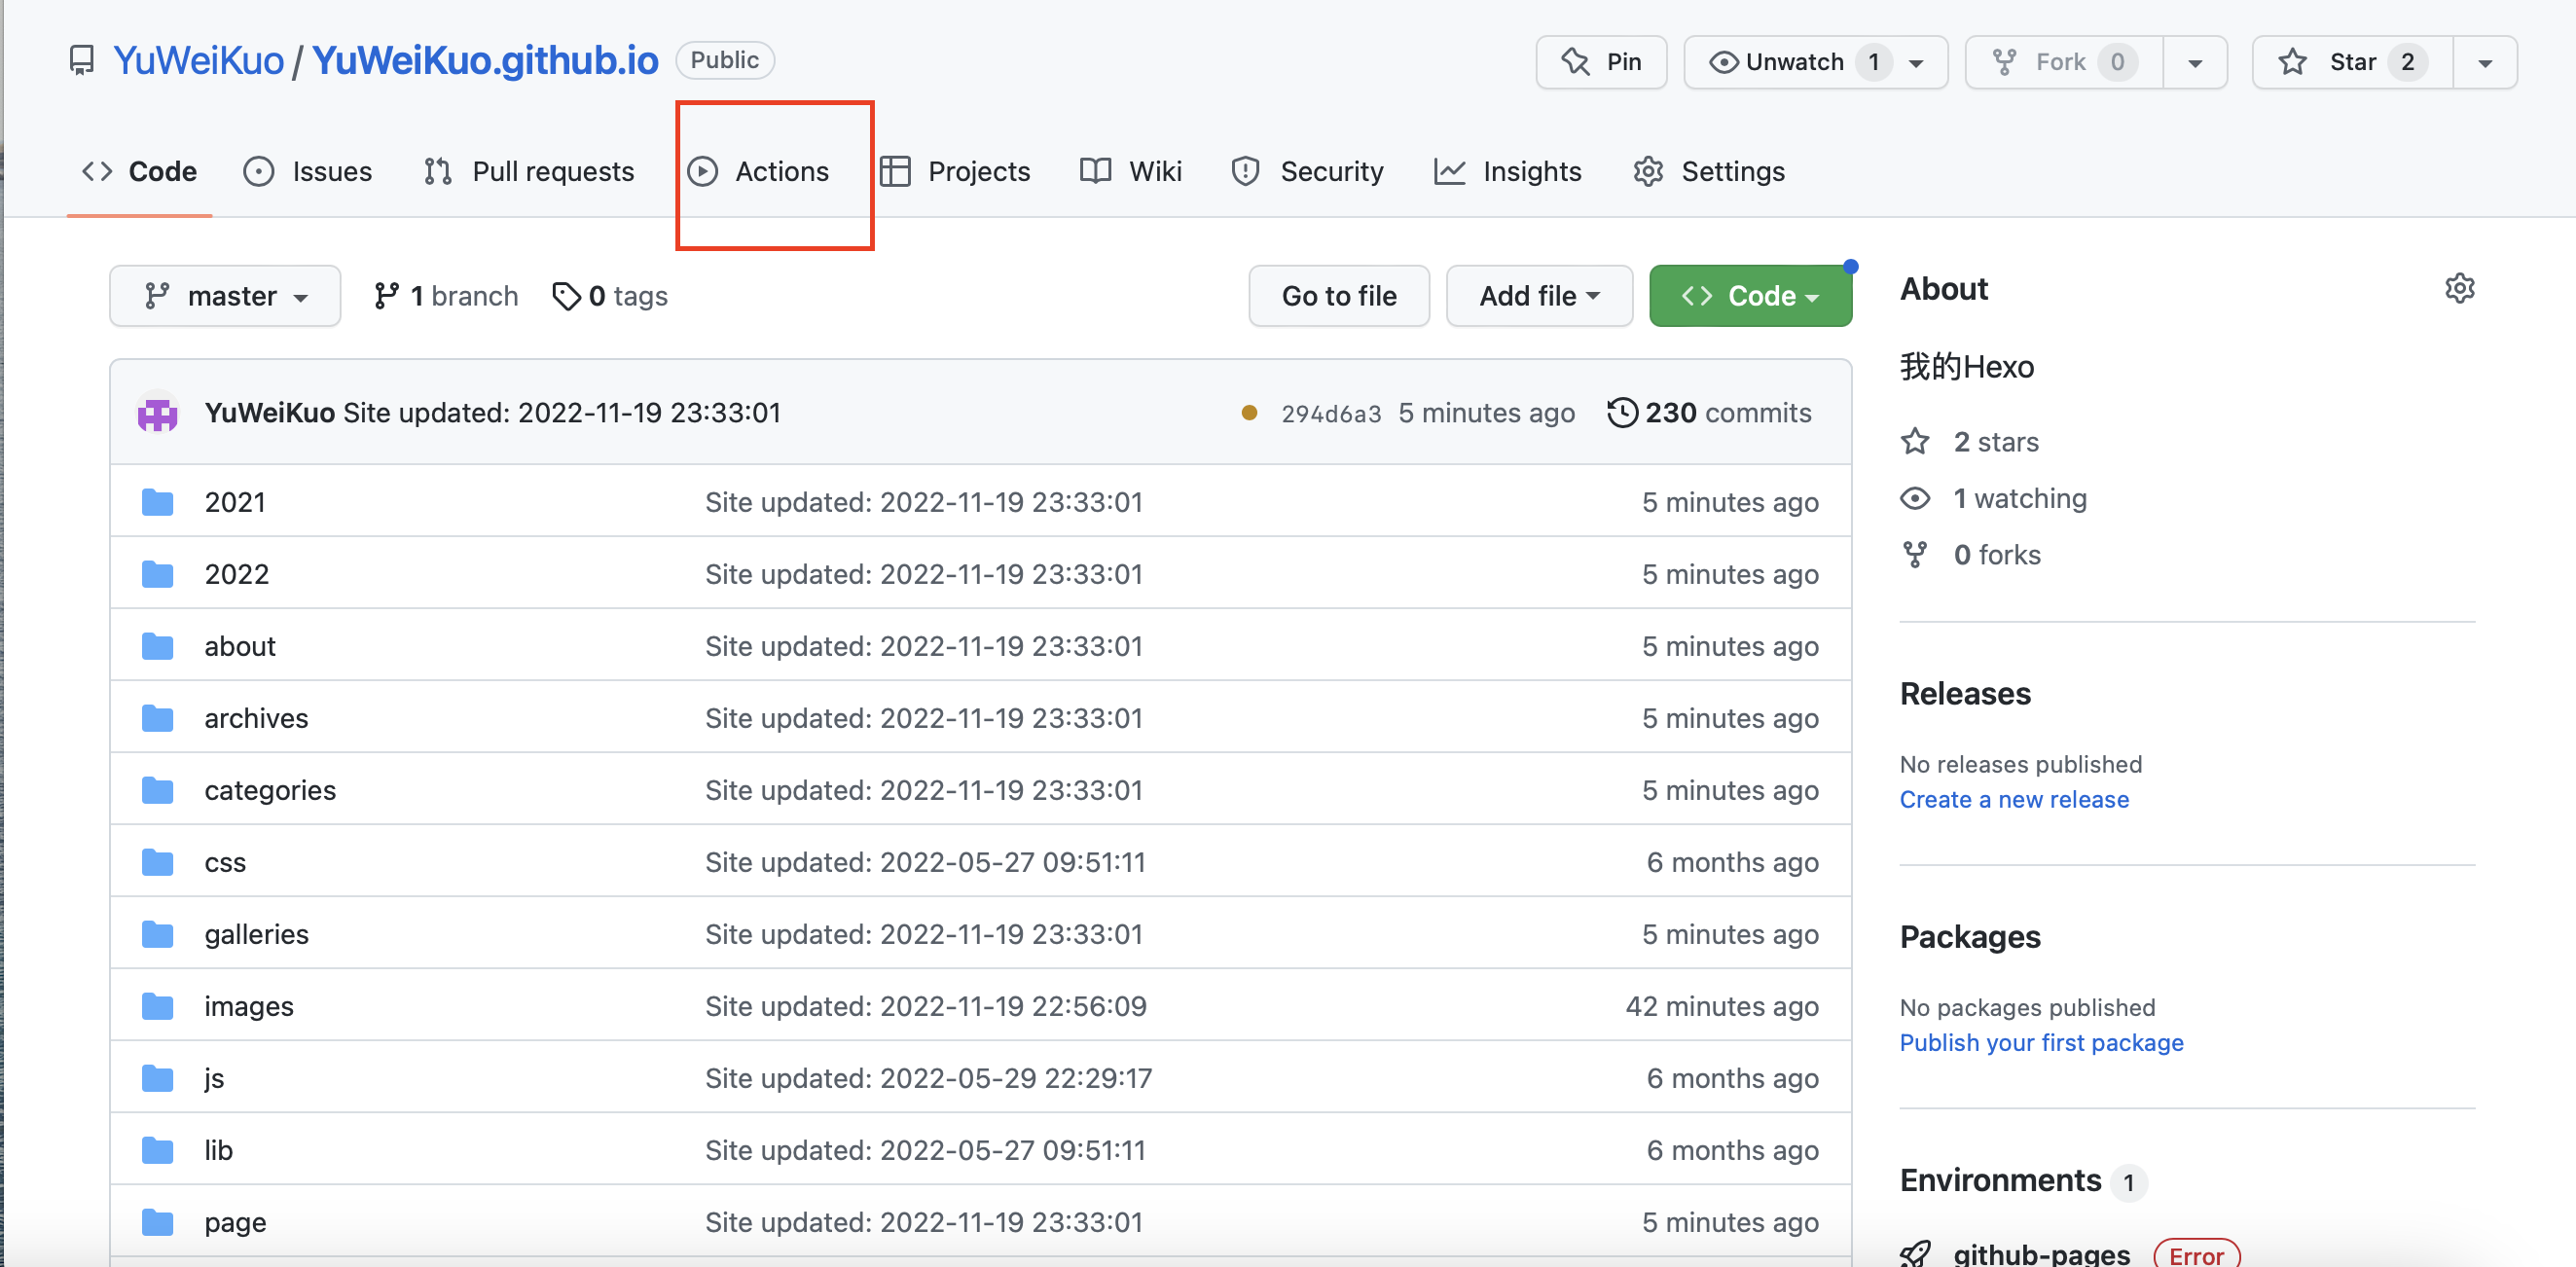 YuWeiKuo / YuWeiKuo.github.io Public Pin Unwatch 1 Fork 0 Star 2
Code Issues Pull requests Actions Projects Wiki Security Insights Settings
master 1 branch 0 tags Go to file Add file Code
YuWeiKuo Site updated: 2022-11-19 23:33:01 294d6a3 5 minutes ago 230 commits
2021 Site updated: 2022-11-19 23:33:01 5 minutes ago
2022 Site updated: 2022-11-19 23:33:01 5 minutes ago
about Site updated: 2022-11-19 23:33:01 5 minutes ago
archives Site updated: 2022-11-19 23:33:01 5 minutes ago
categories Site updated: 2022-11-19 23:33:01 5 minutes ago
css Site updated: 2022-05-27 09:51:11 6 months ago
galleries Site updated: 2022-11-19 23:33:01 5 minutes ago
images Site updated: 2022-11-19 22:56:09 42 minutes ago
js Site updated: 2022-05-29 22:29:17 6 months ago
lib Site updated: 2022-05-27 09:51:11 6 months ago
page Site updated: 2022-11-19 23:33:01 5 minutes ago
About
我的Hexo
2 stars
1 watching
0 forks
Releases
No releases published
Create a new release
Packages
No packages published
Publish your first package
Environments 1
github-pages Error